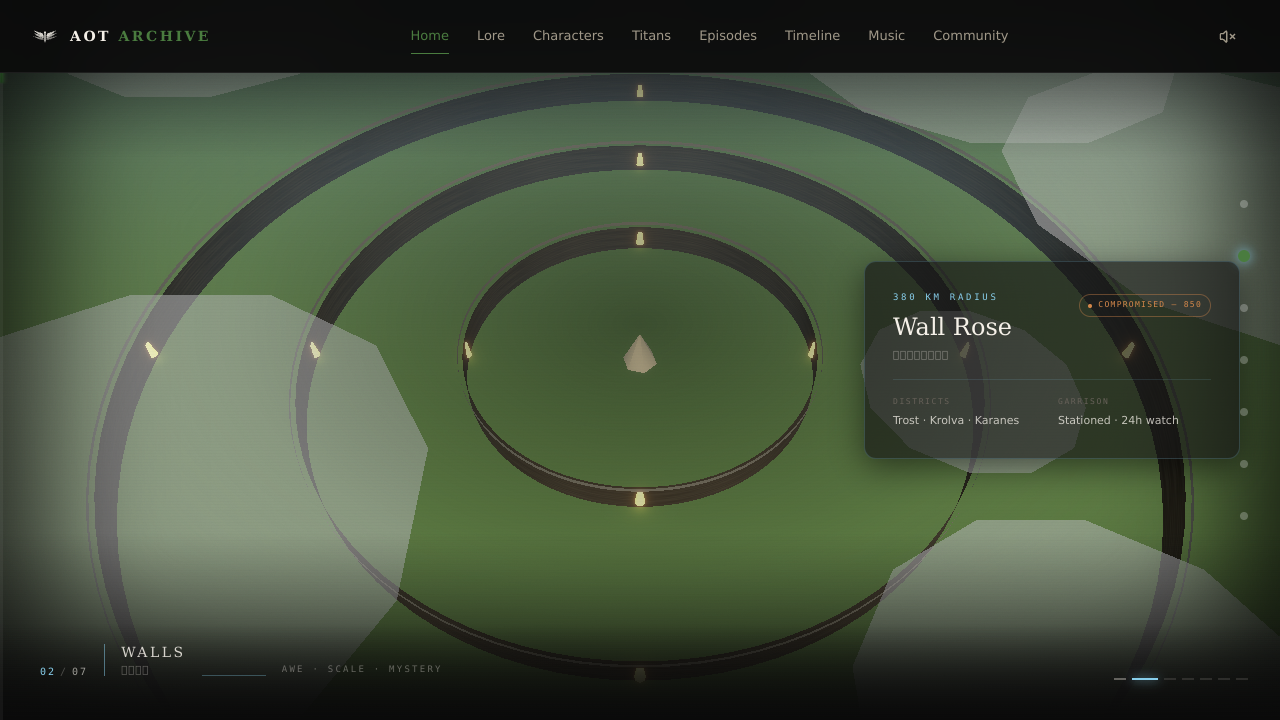 AOT ARCHIVE
Home
Lore
Characters
Titans
Episodes
Timeline
Music
Community
380 KM RADIUS
COMPROMISED — 850
Wall Rose
DISTRICTS
Trost · Krolva · Karanes
GARRISON
Stationed · 24h watch
02 / 07
WALLS
AWE · SCALE · MYSTERY